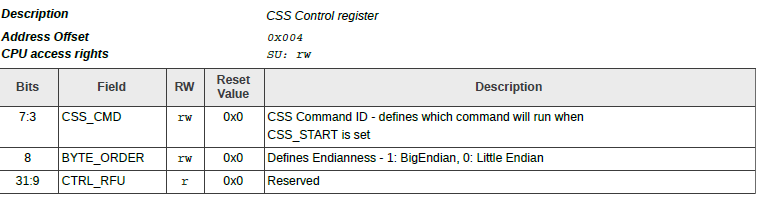 Description CSS Control register
Address Offset 0X004
CPU access rights SU: rw
Bits Field RW Reset Value Description
7:3 CSS_CMD rw 0x0 CSS Command ID - defines which command will run when
CSS_START is set
8 BYTE_ORDER rw 0x0 Defines Endianness - 1: BigEndian, 0: Little Endian
31:9 CTRL_RFU r 0x0 Reserved